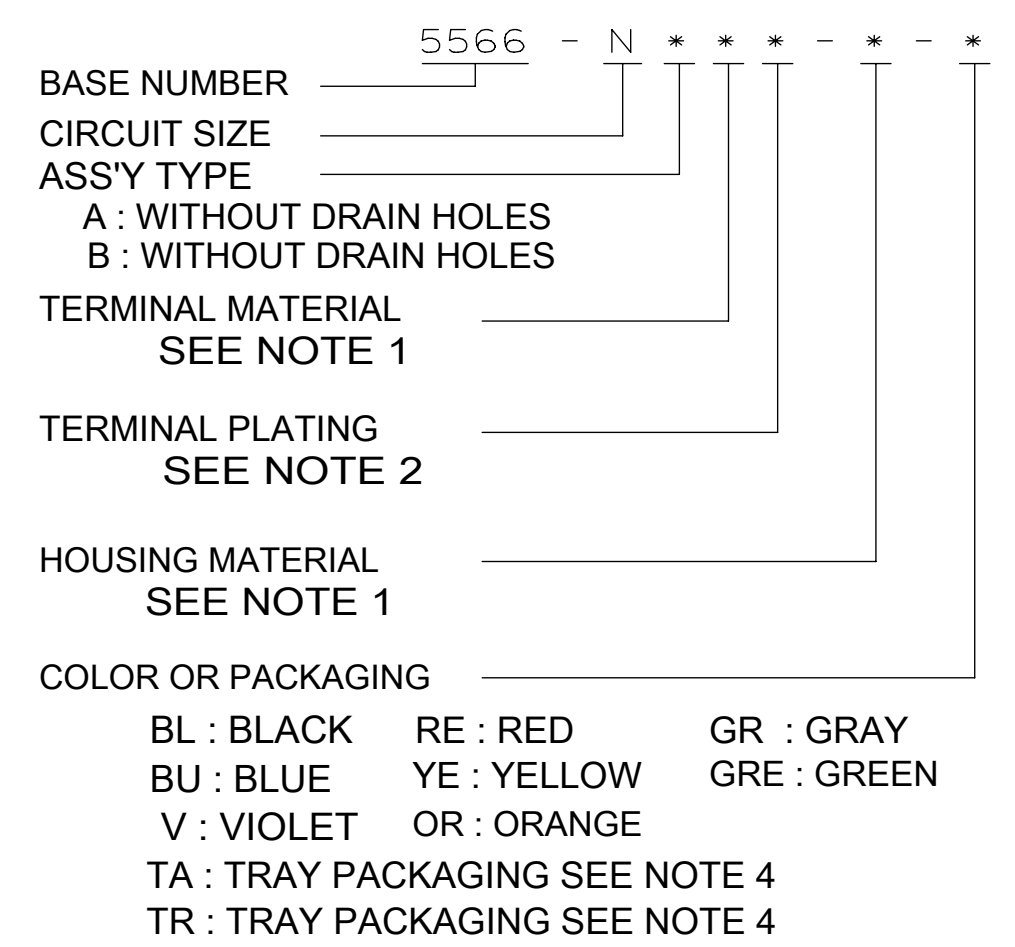 5566 - N * * * - * - *
BASE NUMBER
CIRCUIT SIZE
ASS'Y TYPE
A : WITHOUT DRAIN HOLES
B : WITHOUT DRAIN HOLES
TERMINAL MATERIAL
SEE NOTE 1
TERMINAL PLATING
SEE NOTE 2
HOUSING MATERIAL
SEE NOTE 1
COLOR OR PACKAGING
BL : BLACK RE : RED GR : GRAY
BU : BLUE YE : YELLOW GRE : GREEN
V : VIOLET OR : ORANGE
TA : TRAY PACKAGING SEE NOTE 4
TR : TRAY PACKAGING SEE NOTE 4